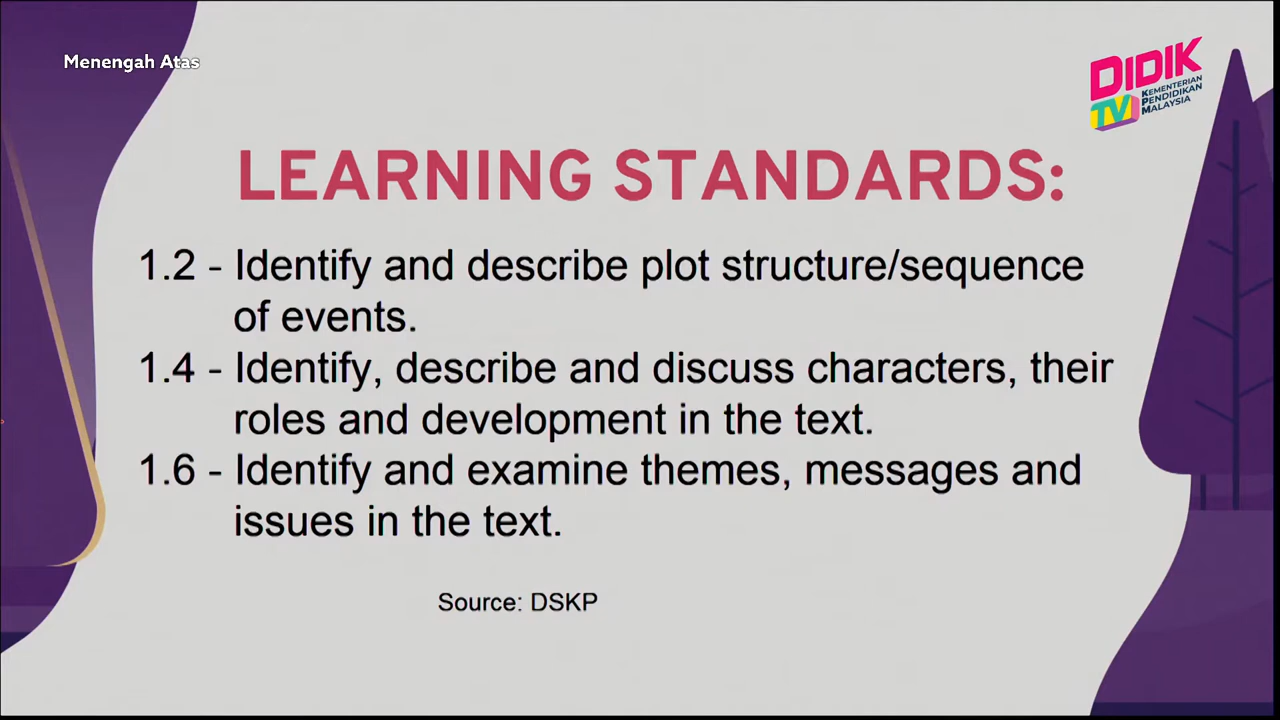 Menengah Atas
DIDIK
TV
KEMENTERIAN
PENDIDIKAN
MALAYSIA
LEARNING STANDARDS:
1.2 - Identify and describe plot structure/sequence
of events.
1.4 - Identify, describe and discuss characters, their
roles and development in the text.
1.6 - Identify and examine themes, messages and
issues in the text.
Source: DSKP